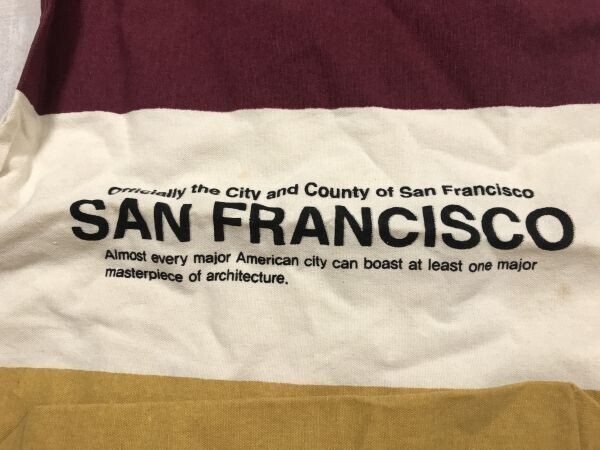 Officially the City and County of San Francisco
SAN FRANCISCO
Almost every major American city can boast at least one major
masterpiece of architecture.